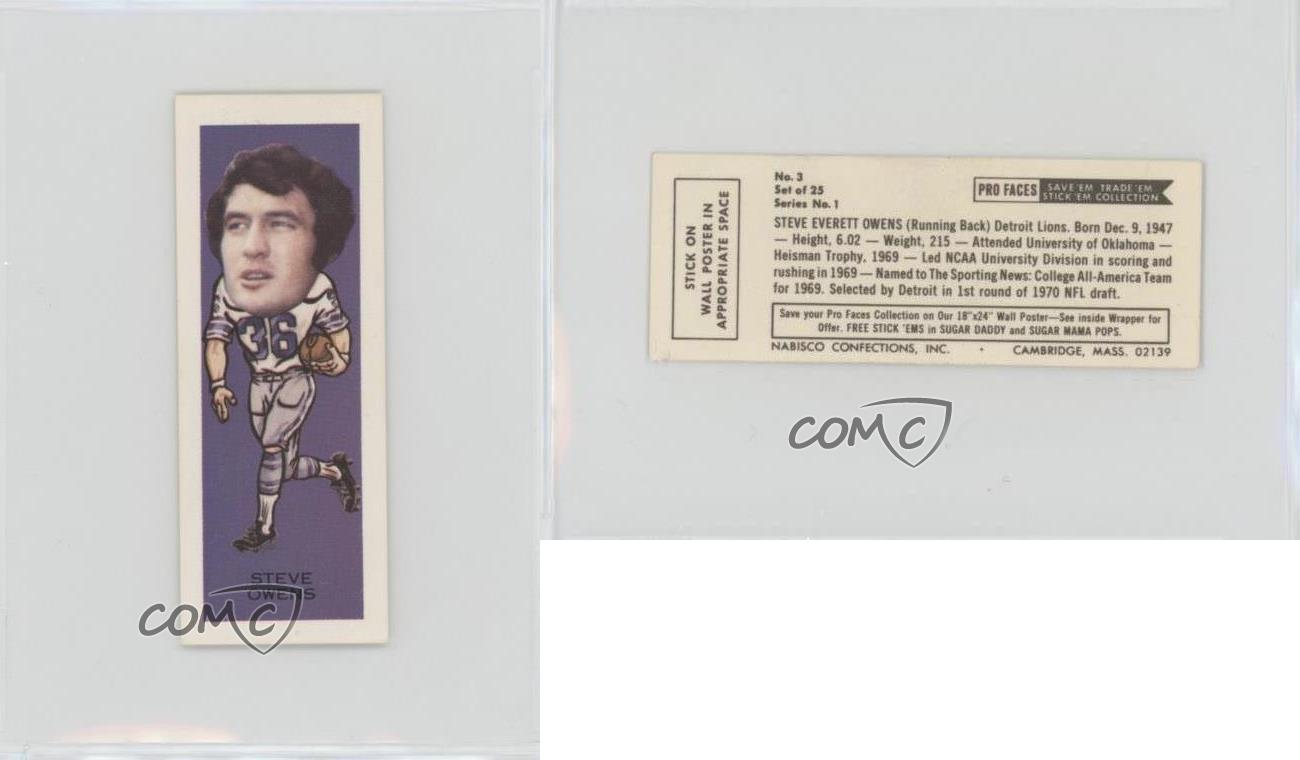 36
STEVE
OWENS
COMC
STICK ON
WALL POSTER IN
APPROPRIATE SPACE
No. 3
Set of 25
Series No. 1
PRO FACES
SAVE 'EM TRADE 'EM
STICK 'EM COLLECTION
STEVE EVERETT OWENS (Running Back) Detroit Lions. Born Dec. 9, 1947
— Height, 6.02 — Weight, 215 — Attended University of Oklahoma —
Heisman Trophy, 1969 — Led NCAA University Division in scoring and
rushing in 1969 — Named to The Sporting News: College All-America Team
for 1969. Selected by Detroit in 1st round of 1970 NFL draft.
Save your Pro Faces Collection on Our 18"x24" Wall Poster—See inside Wrapper for
Offer. FREE STICK 'EMS in SUGAR DADDY and SUGAR MAMA POPS.
NABISCO CONFECTIONS, INC. • CAMBRIDGE, MASS. 02139
COMC